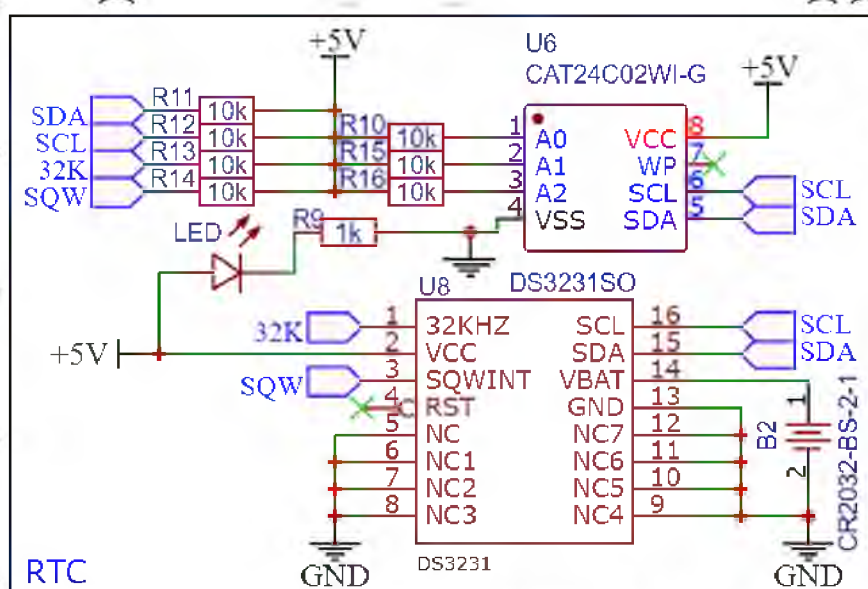 +5V
U6
CAT24C02WI-G
+5V
SDA
R11
10k
SCL
R12
10k
R10
10k
1
A0
VCC
8
32K
R13
10k
R15
10k
2
A1
WP
7
SQW
R14
10k
R16
10k
3
A2
SCL
6
SCL
4
VSS
SDA
5
SDA
LED
R9
1k
U8
DS3231SO
32K
1
32KHZ
SCL
16
SCL
+5V
2
VCC
SDA
15
SDA
SQW
3
SQWINT
VBAT
14
4
RST
GND
13
5
NC
NC7
12
6
NC1
NC6
11
7
NC2
NC5
10
8
NC3
NC4
9
1
B2
2
CR2032-BS-2-1
RTC
GND
DS3231
GND